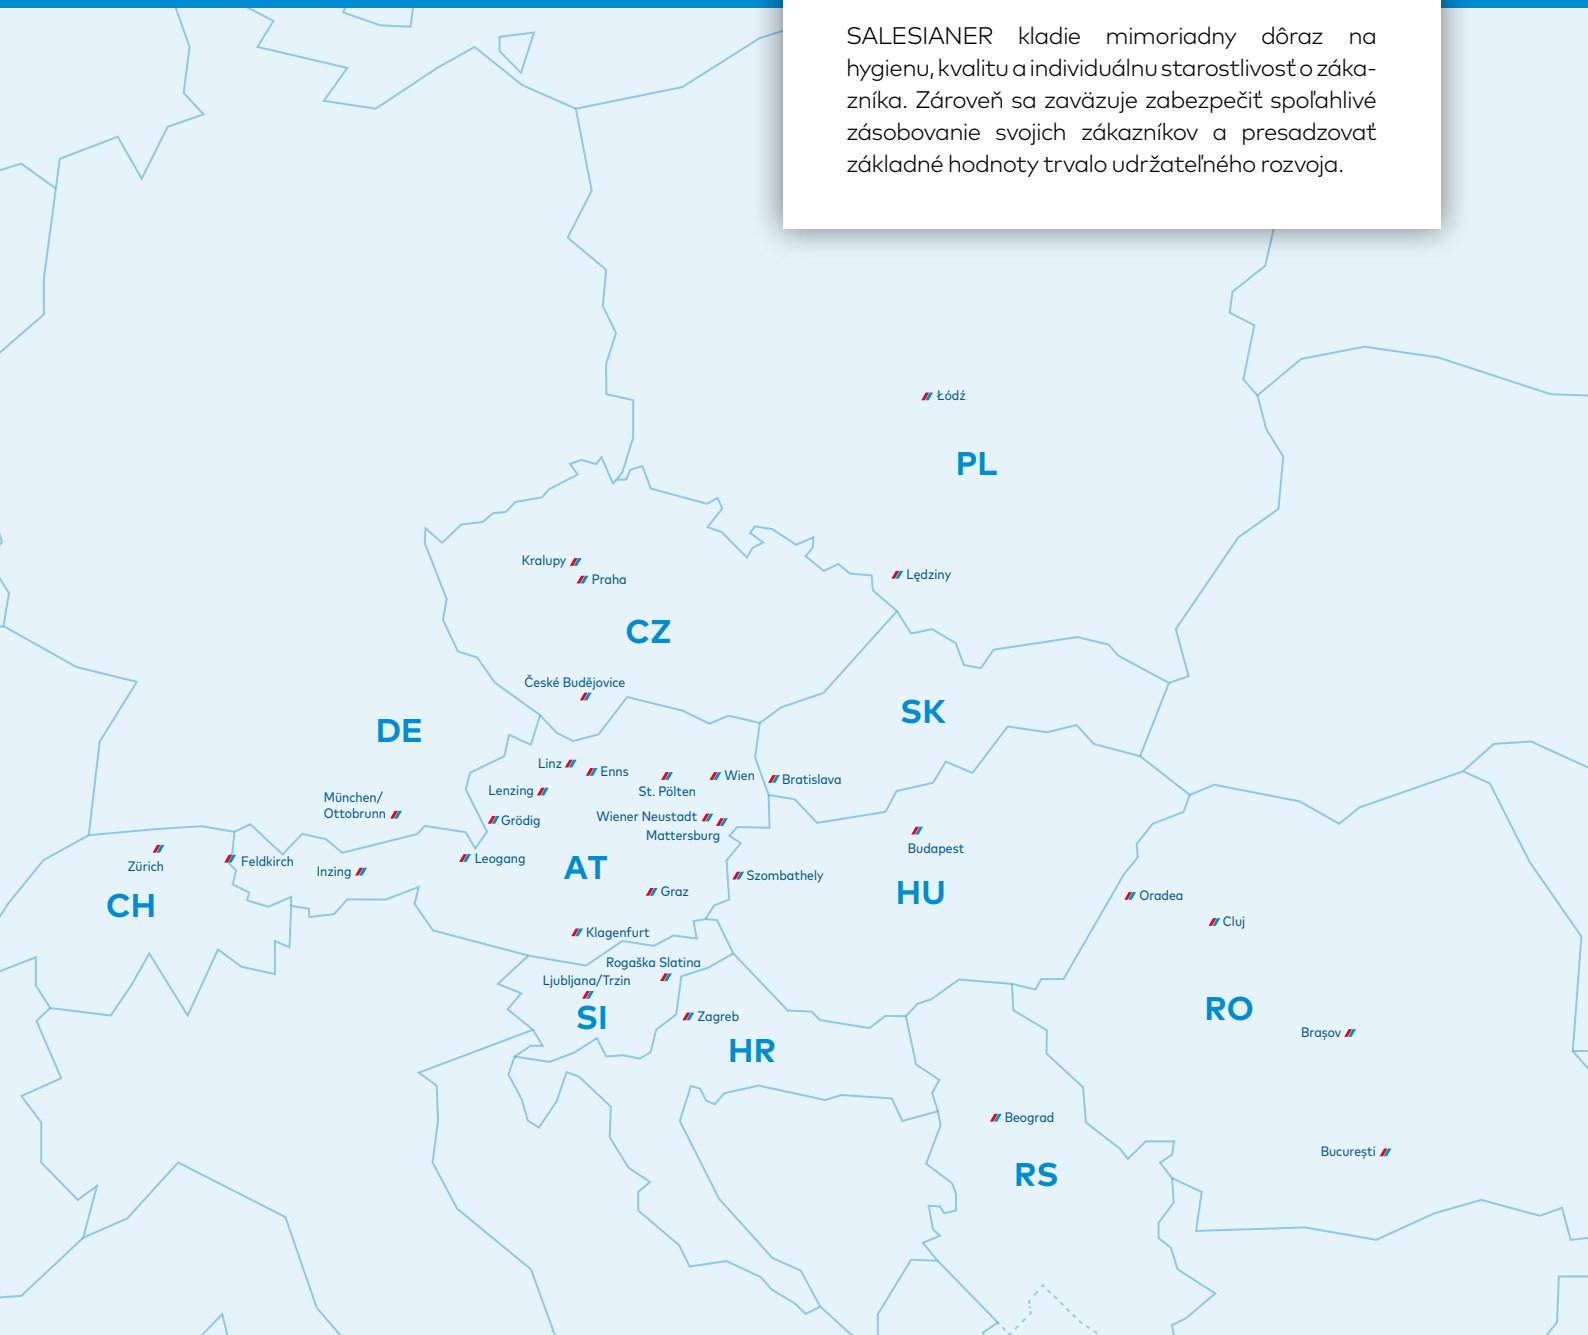 SALESIANER kladie mimoriadny dôraz na
hygienu, kvalitu a individuálnu starostlivosť o záka-
zníka. Zároveň sa zaväzuje zabezpečiť spoľahlivé
zásobovanie svojich zákazníkov a presadzovať
základné hodnoty trvalo udržateľného rozvoja.
Łódź
PL
Kralupy
Praha
Lędziny
CZ
České Budějovice
SK
DE
Linz
Enns
Wien
Bratislava
Lenzing
St. Pölten
München/
Ottobrunn
Grödig
Wiener Neustadt
Mattersburg
Budapest
Zürich
Feldkirch
Inzing
Leogang
AT
Szombathely
Graz
HU
Oradea
CH
Cluj
Klagenfurt
Rogaška Slatina
Ljubljana/Trzin
SI
Zagreb
RO
Brașov
HR
Beograd
București
RS